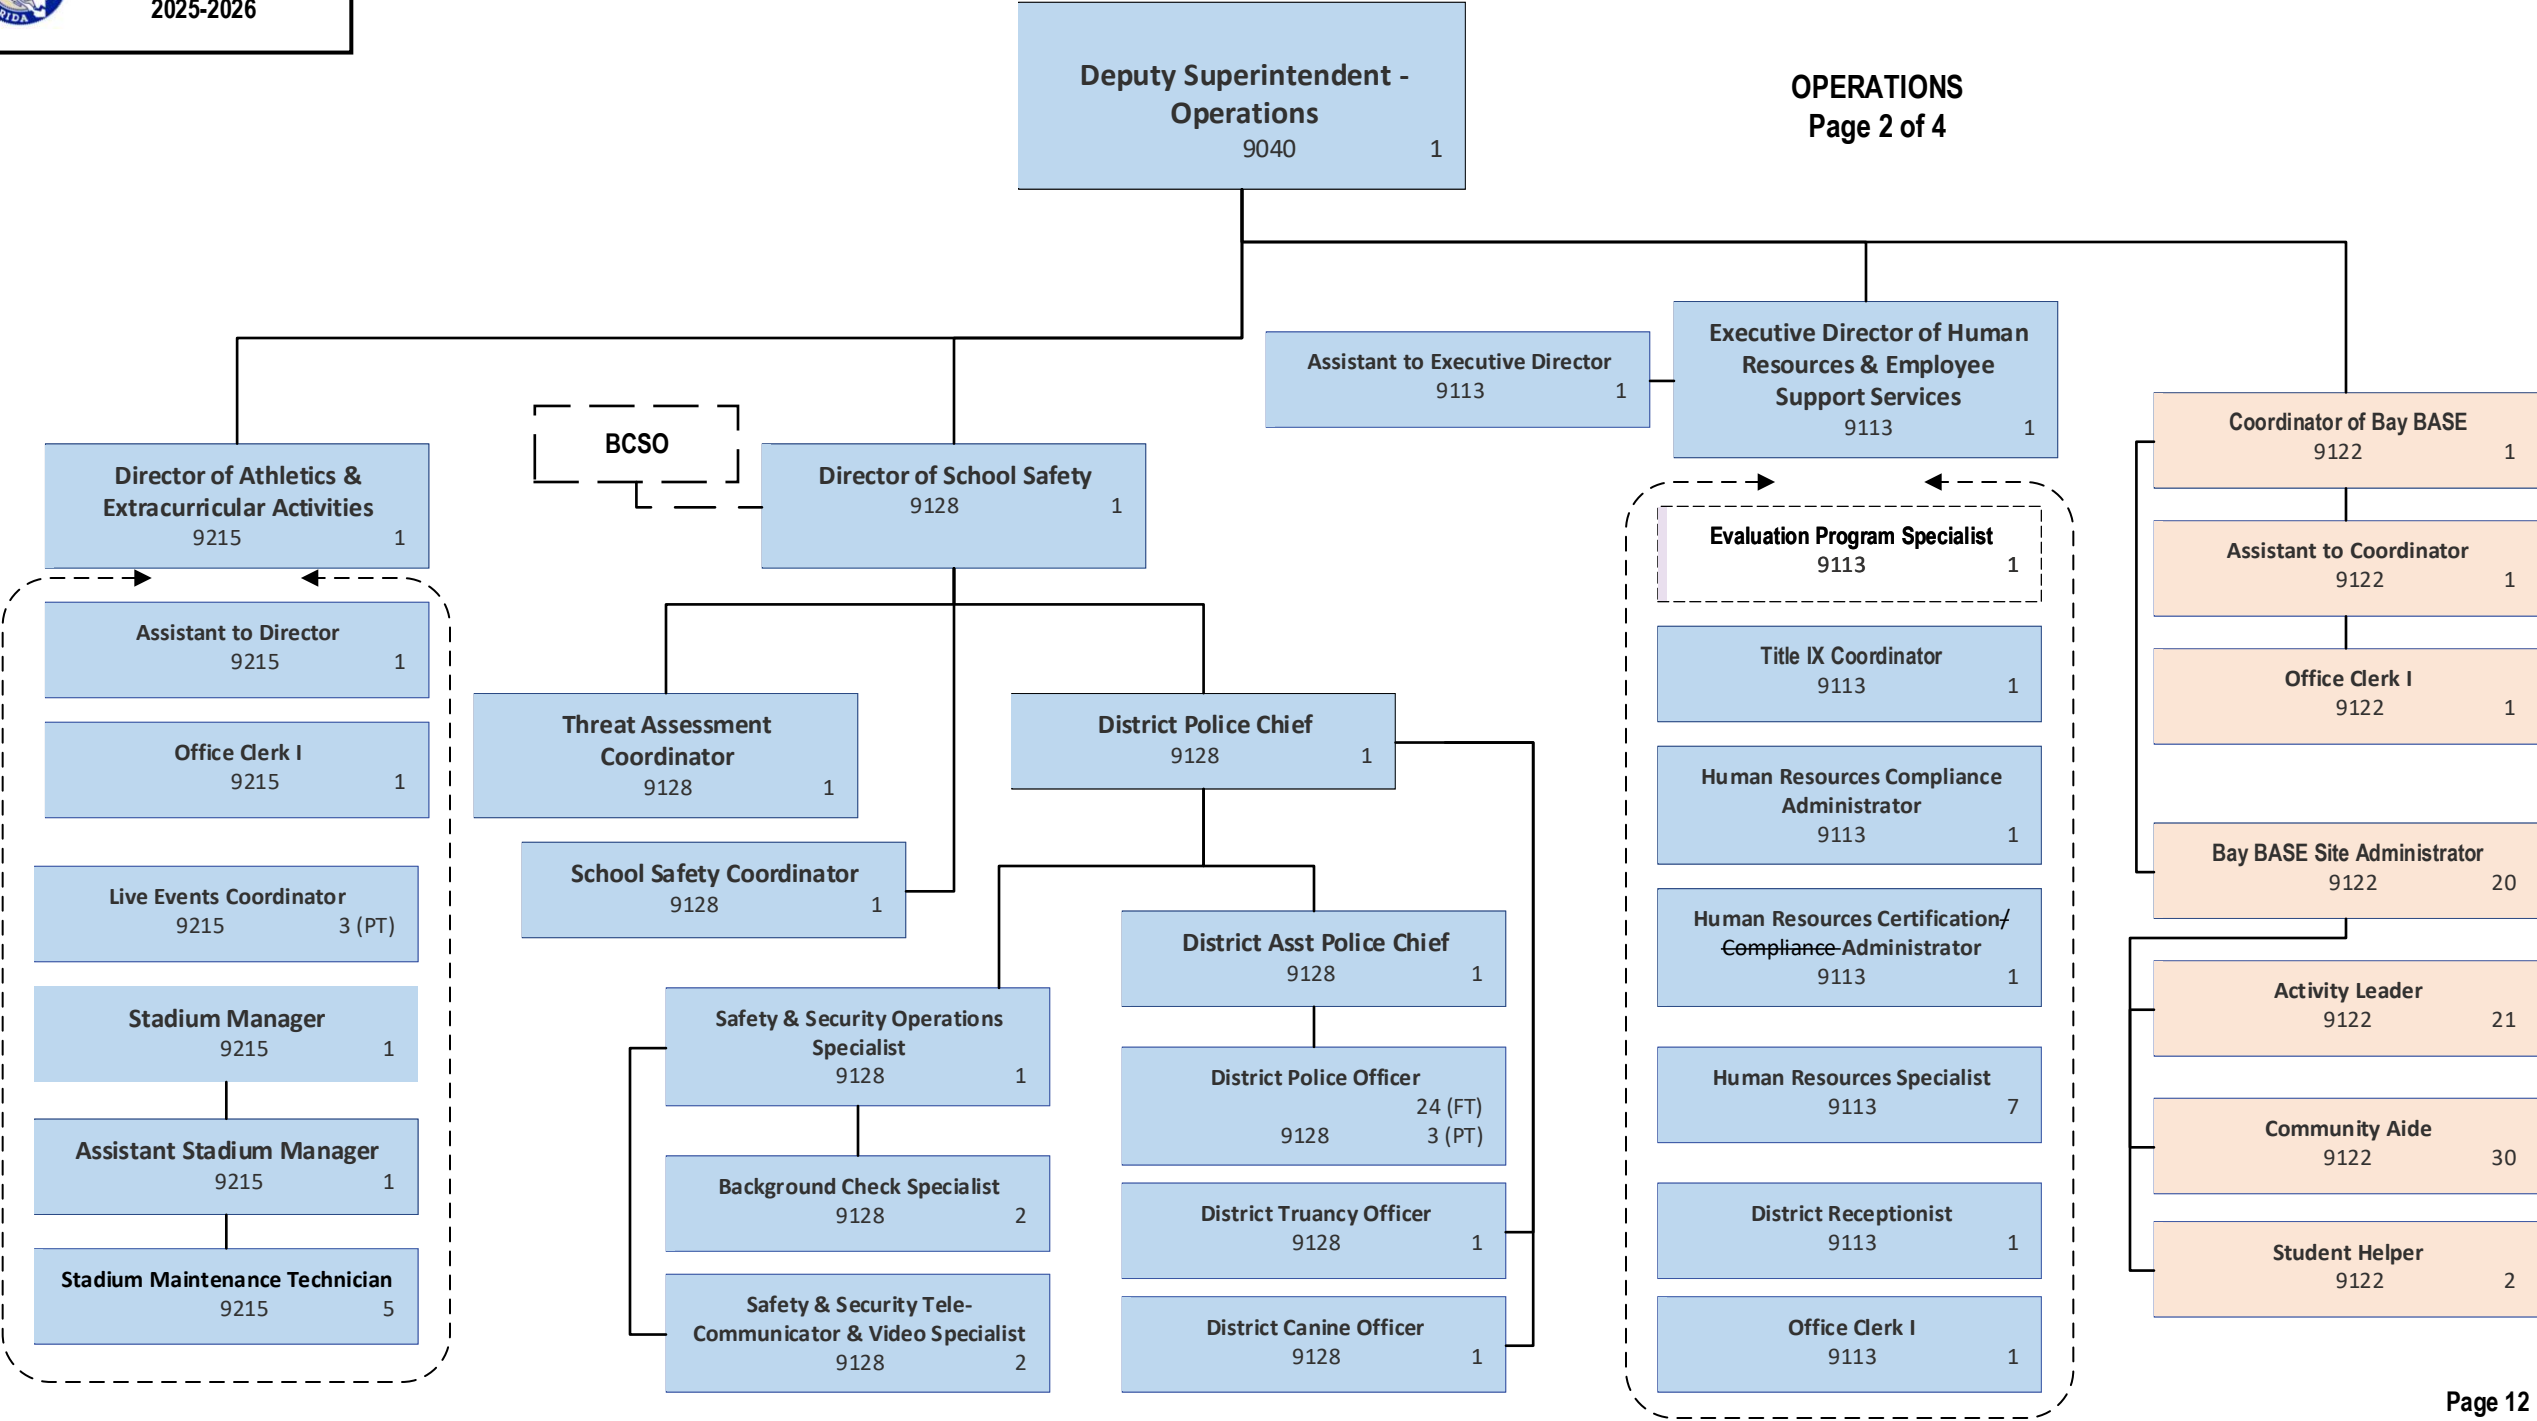 RIDA
2025-2026
Deputy Superintendent -
Operations
9040 1
OPERATIONS
Page 2 of 4
Director of Athletics &
Extracurricular Activities
9215 1
Assistant to Director
9215 1
Office Clerk I
9215 1
Live Events Coordinator
9215 3 (PT)
Stadium Manager
9215 1
Assistant Stadium Manager
9215 1
Stadium Maintenance Technician
9215 5
BCSO
Director of School Safety
9128 1
Threat Assessment
Coordinator
9128 1
School Safety Coordinator
9128 1
District Police Chief
9128 1
Safety & Security Operations
Specialist
9128 1
Background Check Specialist
9128 2
Safety & Security Tele-
Communicator & Video Specialist
9128 2
District Asst Police Chief
9128 1
District Police Officer
24 (FT)
9128 3 (PT)
District Truancy Officer
9128 1
District Canine Officer
9128 1
Assistant to Executive Director
9113 1
Executive Director of Human
Resources & Employee
Support Services
9113 1
Evaluation Program Specialist
9113 1
Title IX Coordinator
9113 1
Human Resources Compliance
Administrator
9113 1
Human Resources Certification/
Compliance Administrator
9113 1
Human Resources Specialist
9113 7
District Receptionist
9113 1
Office Clerk I
9113 1
Coordinator of Bay BASE
9122 1
Assistant to Coordinator
9122 1
Office Clerk I
9122 1
Bay BASE Site Administrator
9122 20
Activity Leader
9122 21
Community Aide
9122 30
Student Helper
9122 2
Page 12